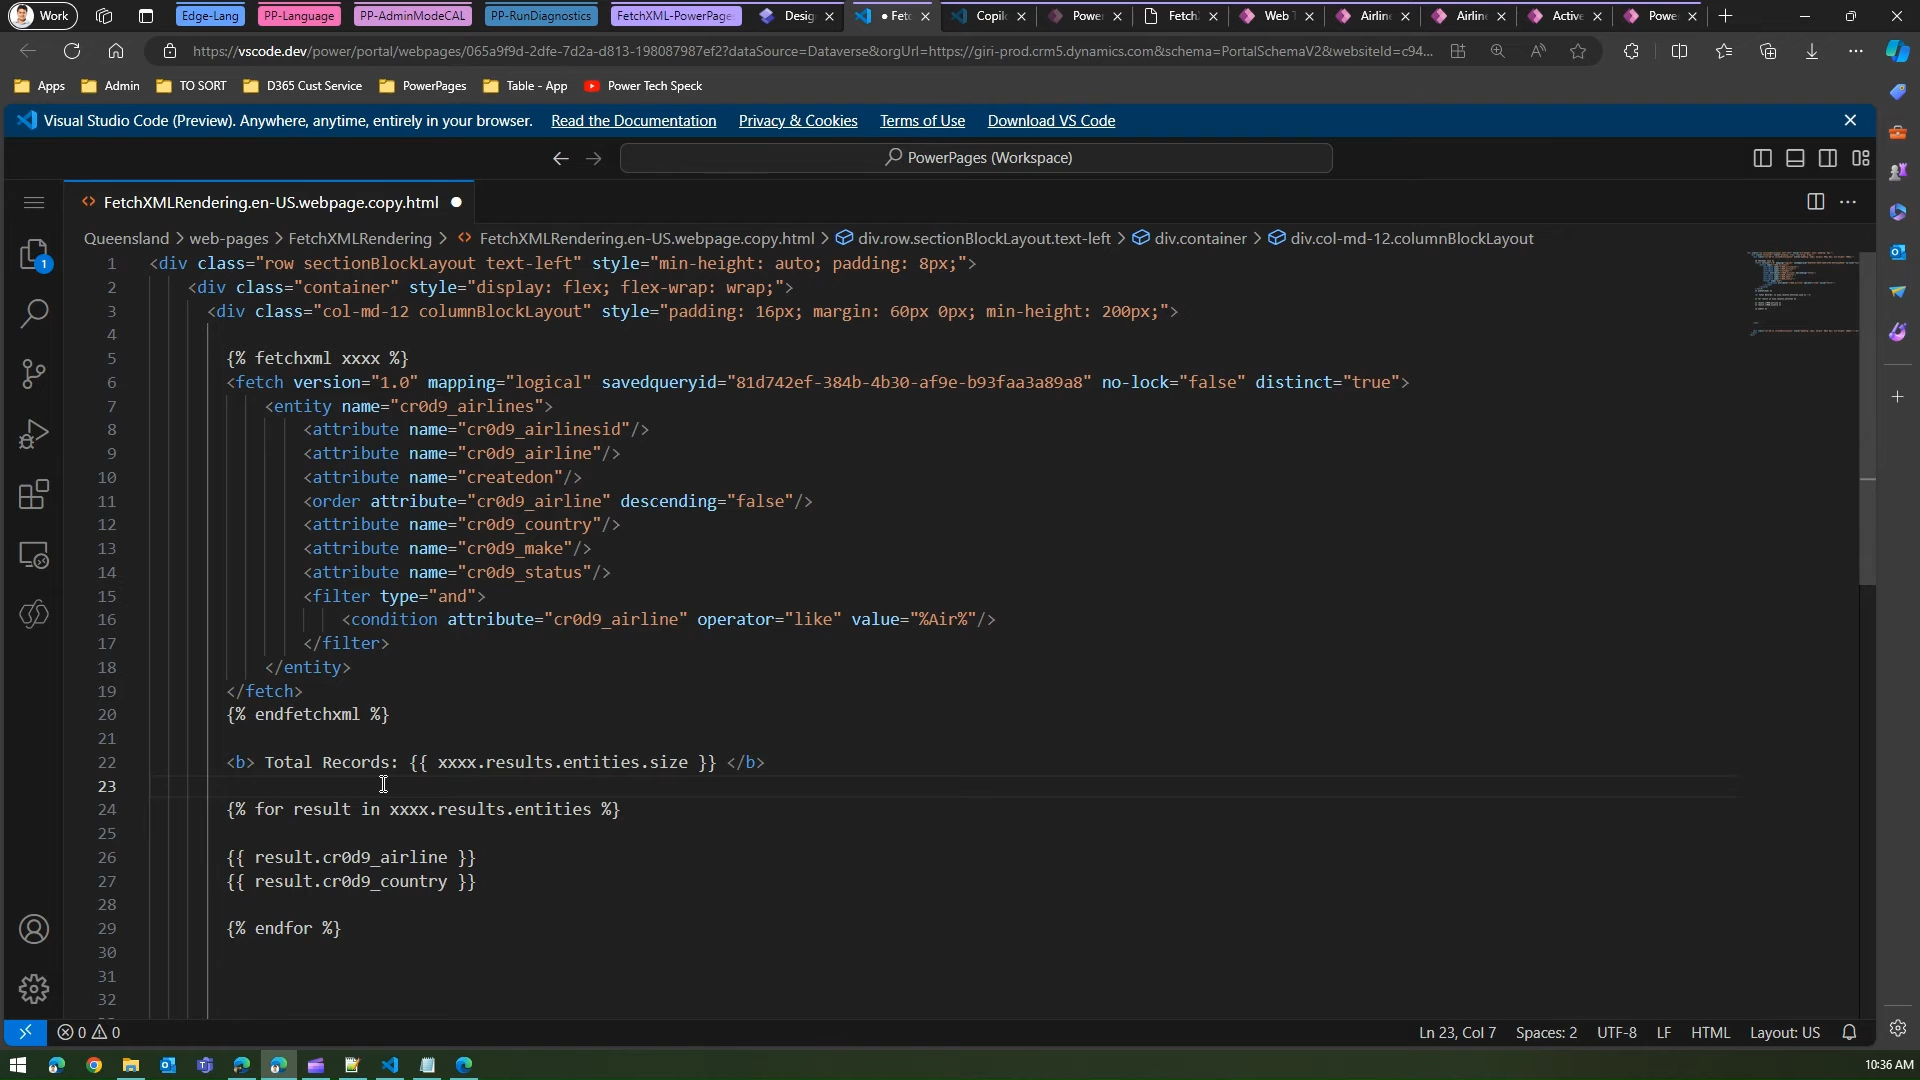 Work Edge-Lang PP-Language PP-AdminModeCAL PP-RunDiagnostics FetchXML-PowerPage Desig • Fetc Copil Power Fetch Web T Airlin Airlin Active Power
https://vscode.dev/power/portal/webpages/065a9f9d-2dfe-7d2a-d813-198087987ef2?dataSource=Dataverse&orgUrl=https://giri-prod.crm5.dynamics.com&schema=PortalSchemaV2&websiteId=c94...
Apps Admin TO SORT D365 Cust Service PowerPages Table - App Power Tech Speck
Visual Studio Code (Preview). Anywhere, anytime, entirely in your browser. Read the Documentation Privacy & Cookies Terms of Use Download VS Code
PowerPages (Workspace)
FetchXMLRendering.en-US.webpage.copy.html
Queensland > web-pages > FetchXMLRendering > FetchXMLRendering.en-US.webpage.copy.html > div.row.sectionBlockLayout.text-left > div.container > div.col-md-12.columnBlockLayout
1 <div class="row sectionBlockLayout text-left" style="min-height: auto; padding: 8px;">
2 <div class="container" style="display: flex; flex-wrap: wrap;">
3 <div class="col-md-12 columnBlockLayout" style="padding: 16px; margin: 60px 0px; min-height: 200px;">
4
5 {% fetchxml xxxx %}
6 <fetch version="1.0" mapping="logical" savedqueryid="81d742ef-384b-4b30-af9e-b93faa3a89a8" no-lock="false" distinct="true">
7 <entity name="cr0d9_airlines">
8 <attribute name="cr0d9_airlinesid"/>
9 <attribute name="cr0d9_airline"/>
10 <attribute name="createdon"/>
11 <order attribute="cr0d9_airline" descending="false"/>
12 <attribute name="cr0d9_country"/>
13 <attribute name="cr0d9_make"/>
14 <attribute name="cr0d9_status"/>
15 <filter type="and">
16 <condition attribute="cr0d9_airline" operator="like" value="%Air%"/>
17 </filter>
18 </entity>
19 </fetch>
20 {% endfetchxml %}
21
22 <b> Total Records: {{ xxxx.results.entities.size }} </b>
23
24 {% for result in xxxx.results.entities %}
25
26 {{ result.cr0d9_airline }}
27 {{ result.cr0d9_country }}
28
29 {% endfor %}
30
31
32
1
0 0 Ln 23, Col 7 Spaces: 2 UTF-8 LF HTML Layout: US
10:36 AM